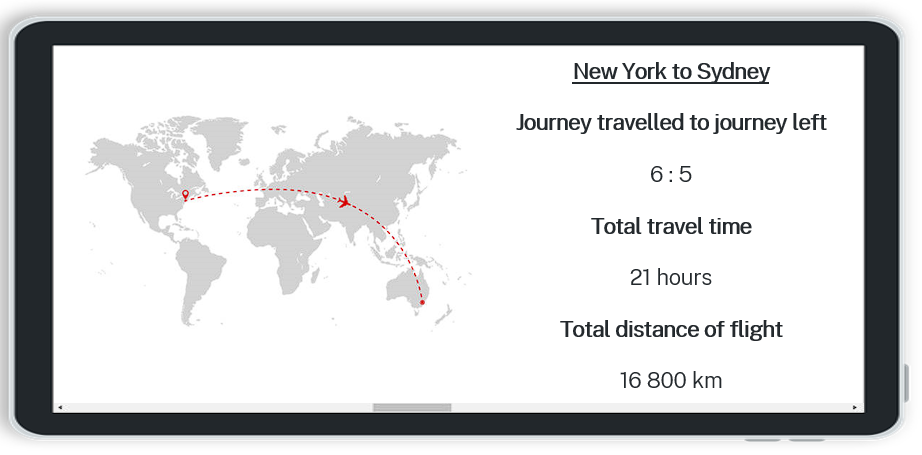 New York to Sydney
Journey travelled to journey left
6 : 5
Total travel time
21 hours
Total distance of flight
16 800 km